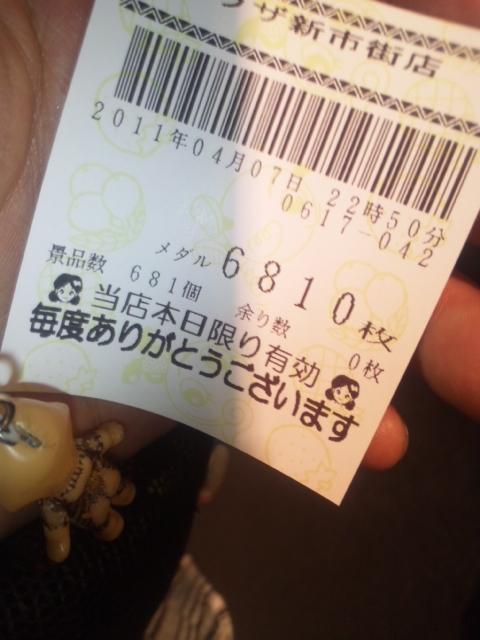 ザ新市街店
2011年04月07日 22時50分
0617-042
メダル 6810枚
景品数 681個 余り数 0枚
当店本日限り有効
毎度ありがとうございます